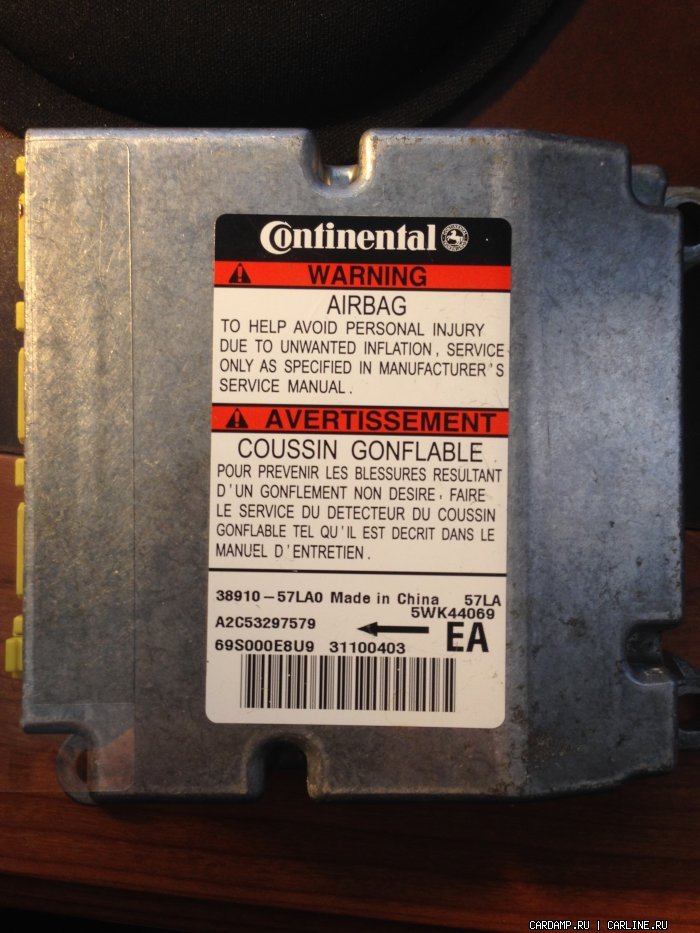 Continental
WARNING
AIRBAG
TO HELP AVOID PERSONAL INJURY
DUE TO UNWANTED INFLATION , SERVICE
ONLY AS SPECIFIED IN MANUFACTURER'S
SERVICE MANUAL .
AVERTISSEMENT
COUSSIN GONFLABLE
POUR PREVENIR LES BLESSURES RESULTANT
D'UN GONFLEMENT NON DESIRE , FAIRE
LE SERVICE DU DETECTEUR DU COUSSIN
GONFLABLE TEL QU'IL EST DECRIT DANS LE
MANUEL D'ENTRETIEN .
38910-57LA0 Made in China 57LA
5WK44069
A2C53297579
EA
69S000E8U9 31100403
CARDAMP.RU | CARLINE.RU